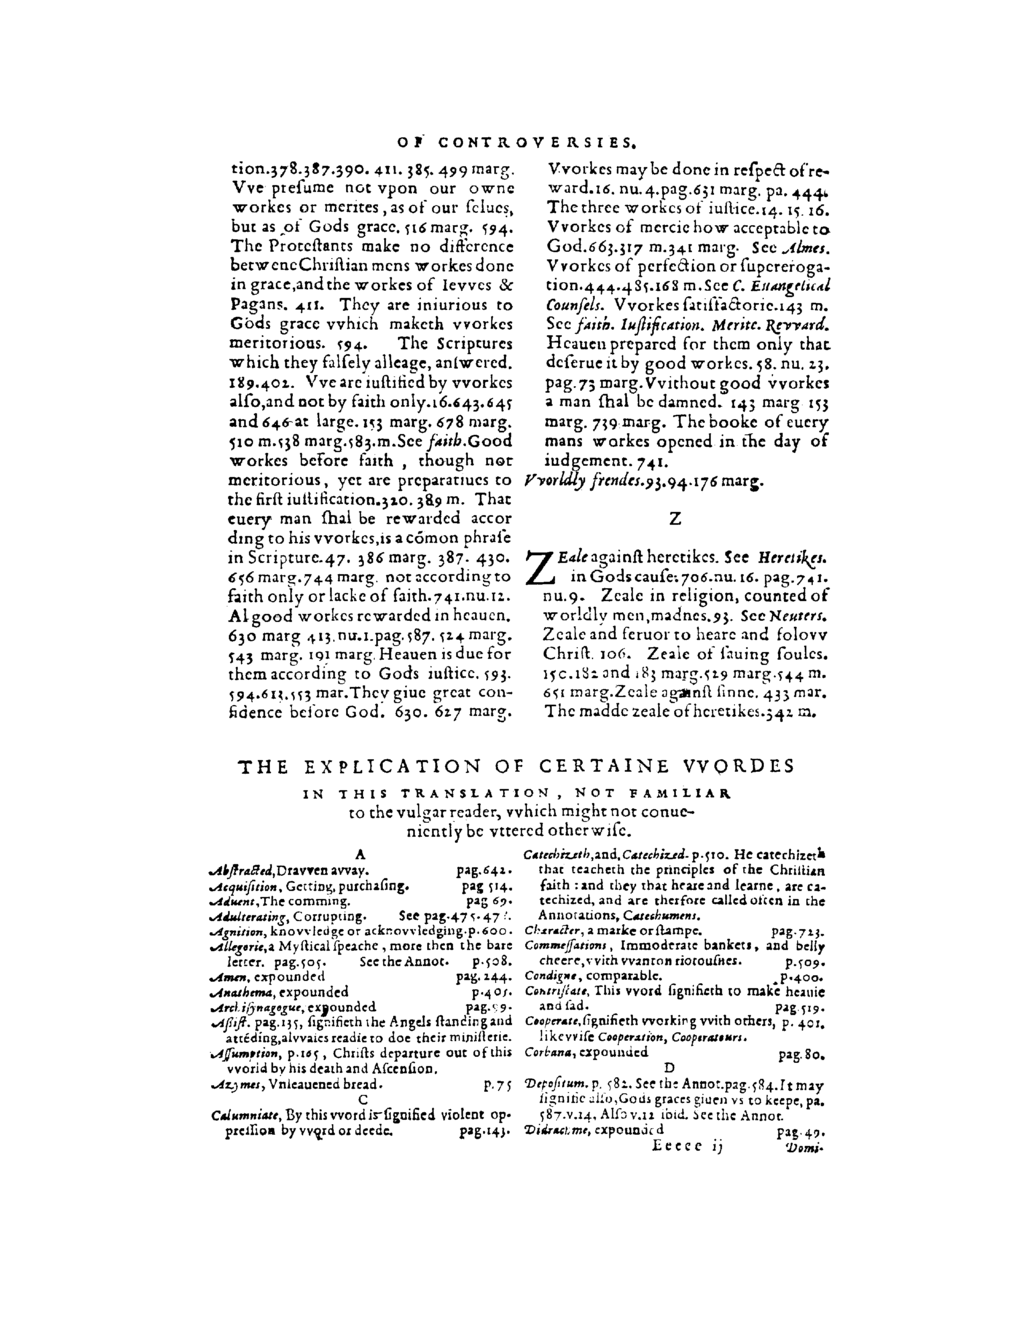 OF CONTROVERSIES.
tion.378.387.390. 411. 385. 499 marg.
Vve presume not vpon our owne
workes or merites, as of our selues,
but as of Gods grace. 516 marg. 594.
The Protestants make no difference
betwene Christian mens workes done
in grace, and the workes of Ievves &
Pagans. 411. They are iniurious to
Gods grace vvhich maketh vvorkes
meritorious. 594. The Scriptures
which they falsely alleage, answered.
189.402. Vve are iustified by vvorkes
also, and not by faith only.16.643.645
and 646 at large. 153 marg. 678 marg.
510 m.538 marg.583.m.See faith.Good
workes before faith, though not
meritorious, yet are preparatiues to
the first iustification.320. 389 m. That
euery man shal be rewarded accor
ding to his vvorkes, is a cómon phrase
in Scripture.47. 386 marg. 387. 430.
656 marg.744 marg. not according to
faith only or lacke of faith.741.nu.12.
Al good workes rewarded in heauen.
630 marg 413.nu.1.pag.587. 524 marg.
543 marg. 191 marg. Heauen is due for
them according to Gods iustice. 593.
594.613.553 mar. They giue great con-
fidence before God. 630. 627 marg.
Vvorkes may be done in respect of re-
ward.16. nu.4.pag.631 marg. pa. 444.
The three workes of iustice.14. 15. 16.
Vvorkes of mercie how acceptable to
God.663.317 m.341 marg. See Almes.
Vvorkes of perfection or supereroga-
tion.444.485.168 m.See C. Euangelical
Counsels. Vvorkes satisfactorie.143 m.
See faith. Iustification. Merite. Revvard.
Heauen prepared for them only that
deserue it by good workes. 58. nu. 23.
pag.73 marg. Vvithout good vvorkes
a man shal be damned. 143 marg 153
marg. 739 marg. The booke of euery
mans workes opened in the day of
iudgement. 741.
Vvorldly frendes.93.94.176 marg.
Z
ZEale against heretikes. See Heretikes.
in Gods cause: 706.nu.16. pag.741.
nu.9. Zeale in religion, counted of
worldly men, madnes.93. See Neuters.
Zeale and feruor to heare and folovv
Christ. 106. Zeale of sauing soules.
15c.182 and 183 marg.529 marg.544 m.
651 marg.Zeale against sinne. 433 mar.
The madde zeale of heretikes.342 m.
THE EXPLICATION OF CERTAINE VVORDES
IN THIS TRANSLATION, NOT FAMILIAR
to the vulgar reader, vvhich might not conue-
niently be vttered otherwise.
A
Abstracted, Dravven avvay. pag.642.
Acquisition, Getting, purchasing. pag 514.
Aduent, The comming. pag 69.
Adulterating, Corrupting. See pag.475.47
Agnition, knovvledge or acknovvledging.p.600.
Allegorie, a Mystical speache, more then the bare
letter. pag.505. See the Annot. p.508.
Amen, expounded pag. 244.
Anathema, expounded p.405.
Archisynagogue, expounded pag.99.
Assist. pag.135, signifieth the Angels standing and
attéding, alvvaies readie to doe their ministerie.
Assumption, p.165, Christs departure out of this
vvorld by his death and Ascension.
Azymes, Vnleauened bread. p.75
C
Calumniate, By this vvord is signified violent op-
pression by vvord or deede. pag.143.
Catechizeth, and, Catechized. p.510. He catechizeth
that teacheth the principles of the Christian
faith: and they that heare and learne, are ca-
techized, and are therfore called often in the
Annotations, Catechumens.
Character, a marke or stampe. pag.723.
Commessations, Immoderate bankets, and belly
cheere, vvith vvanton riotousnes. p.509.
Condigne, comparable. p.400.
Contristate, This vvord signifieth to make heauie
and sad. pag 519.
Cooperate, signifieth vvorking vvith others, p. 401.
likevvise Cooperation, Cooperatours.
Corbana, expounded pag.80.
D
Depositum. p. 582. See the Annot.pag.584.It may
signifie also, Gods graces giuen vs to keepe, pa.
587.v.14. Also v.12 ibid. See the Annot.
Didrachme, expounded pag.49.
Eeeee ij Domi-